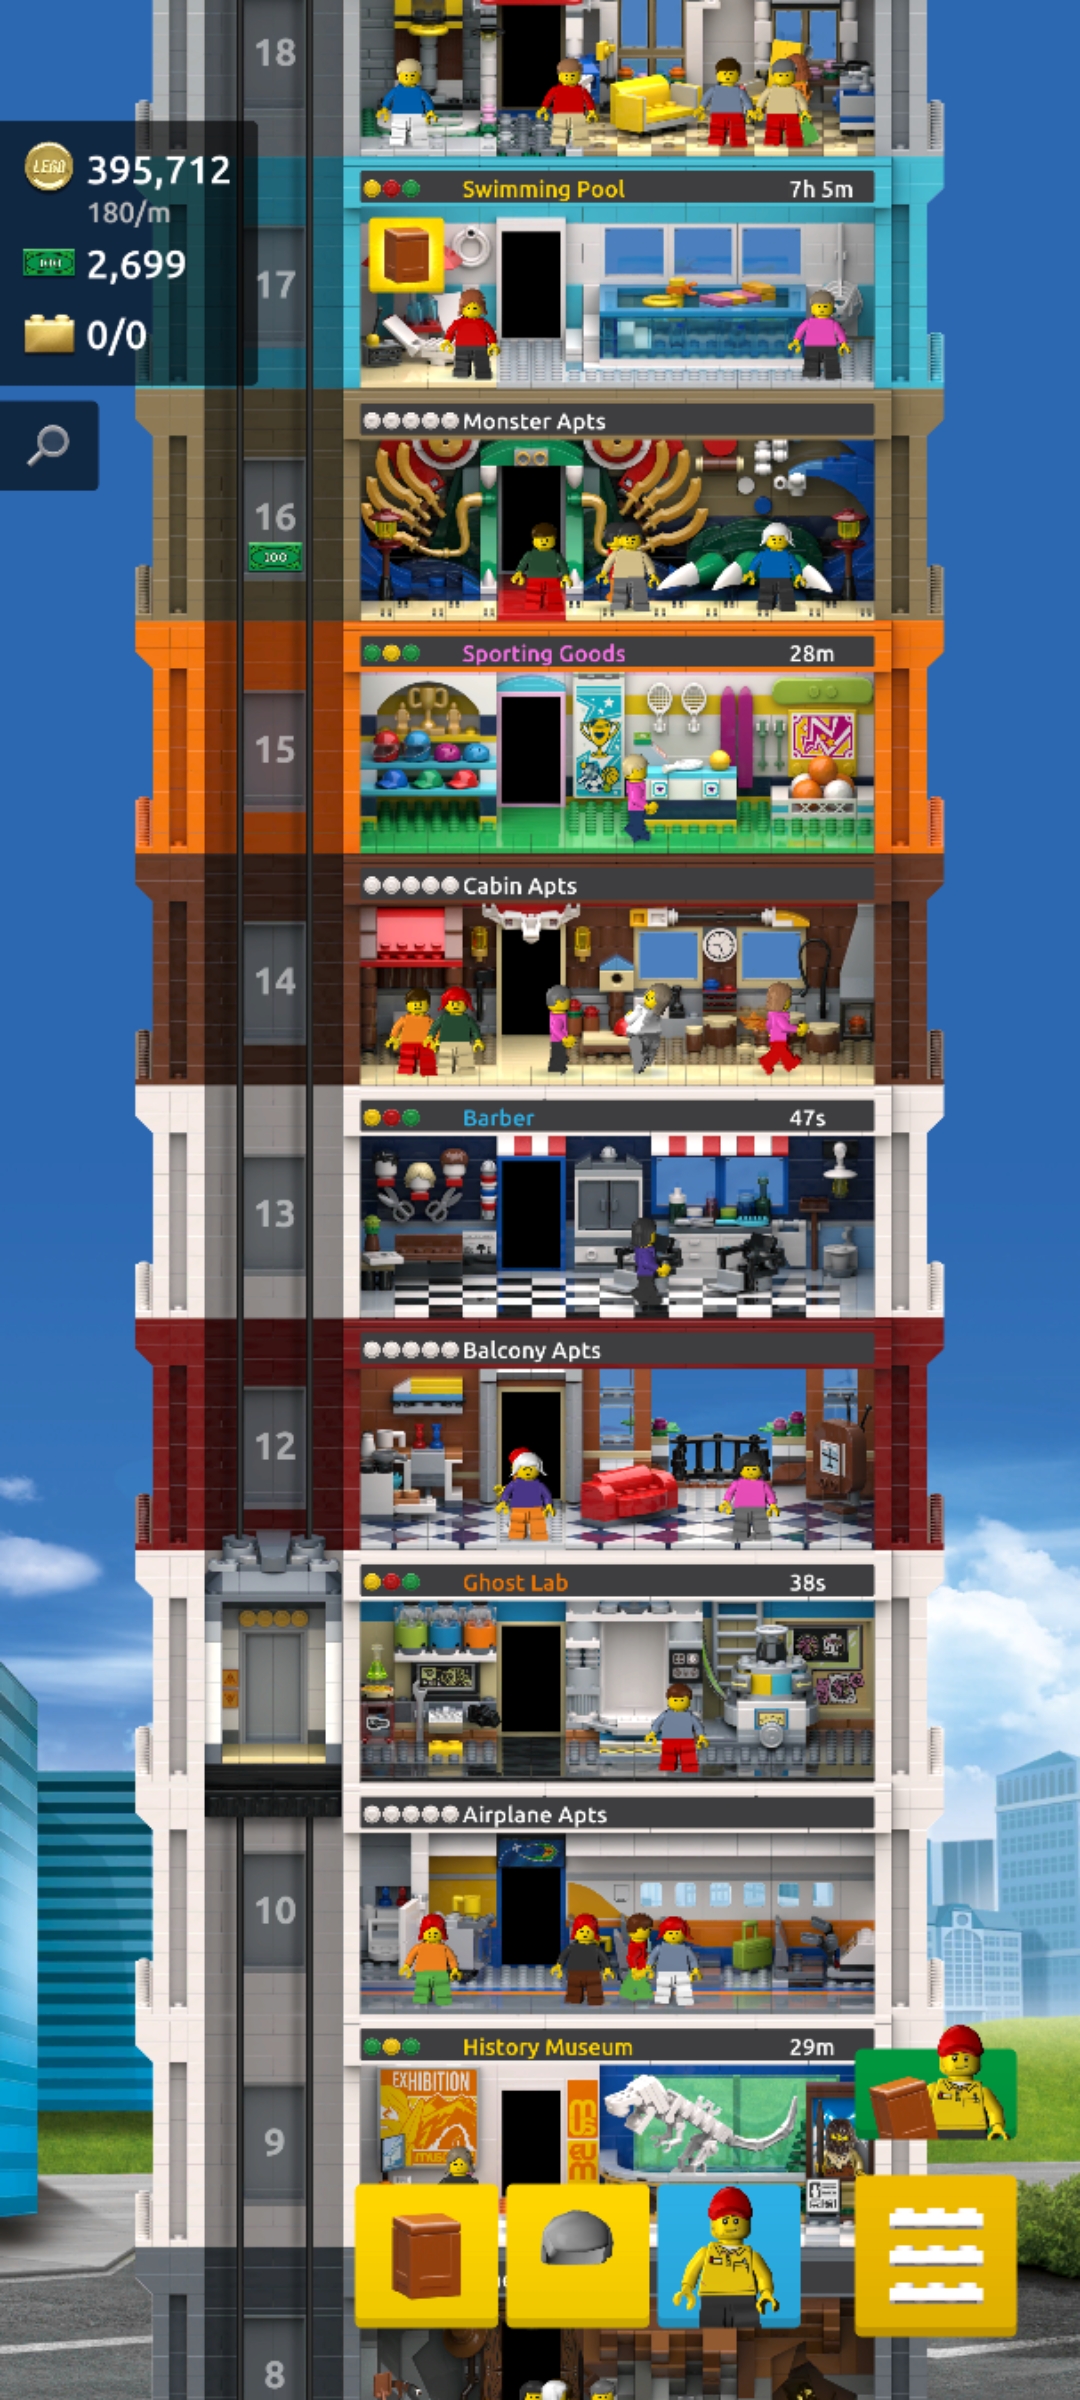 18
LEGO
395,712
180/m
2,699
0/0
Swimming Pool
7h 5m
17
Monster Apts
16
100
Sporting Goods
28m
15
N
Cabin Apts
14
Barber
47s
13
Balcony Apts
12
Ghost Lab
38s
Airplane Apts
10
History Museum
29m
EXHIBITION
9
8